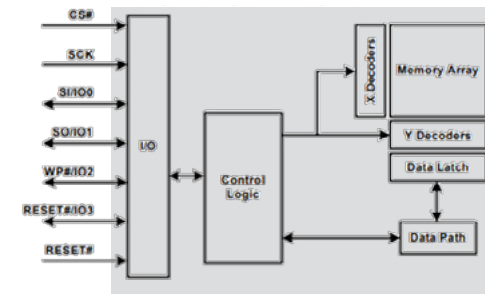 CS#
SCK
SI/IO0
SO/IO1
WP#/IO2
RESET#/IO3
RESET#
I/O
Control
Logic
X Decoders
Memory Array
Y Decoders
Data Latch
Data Path